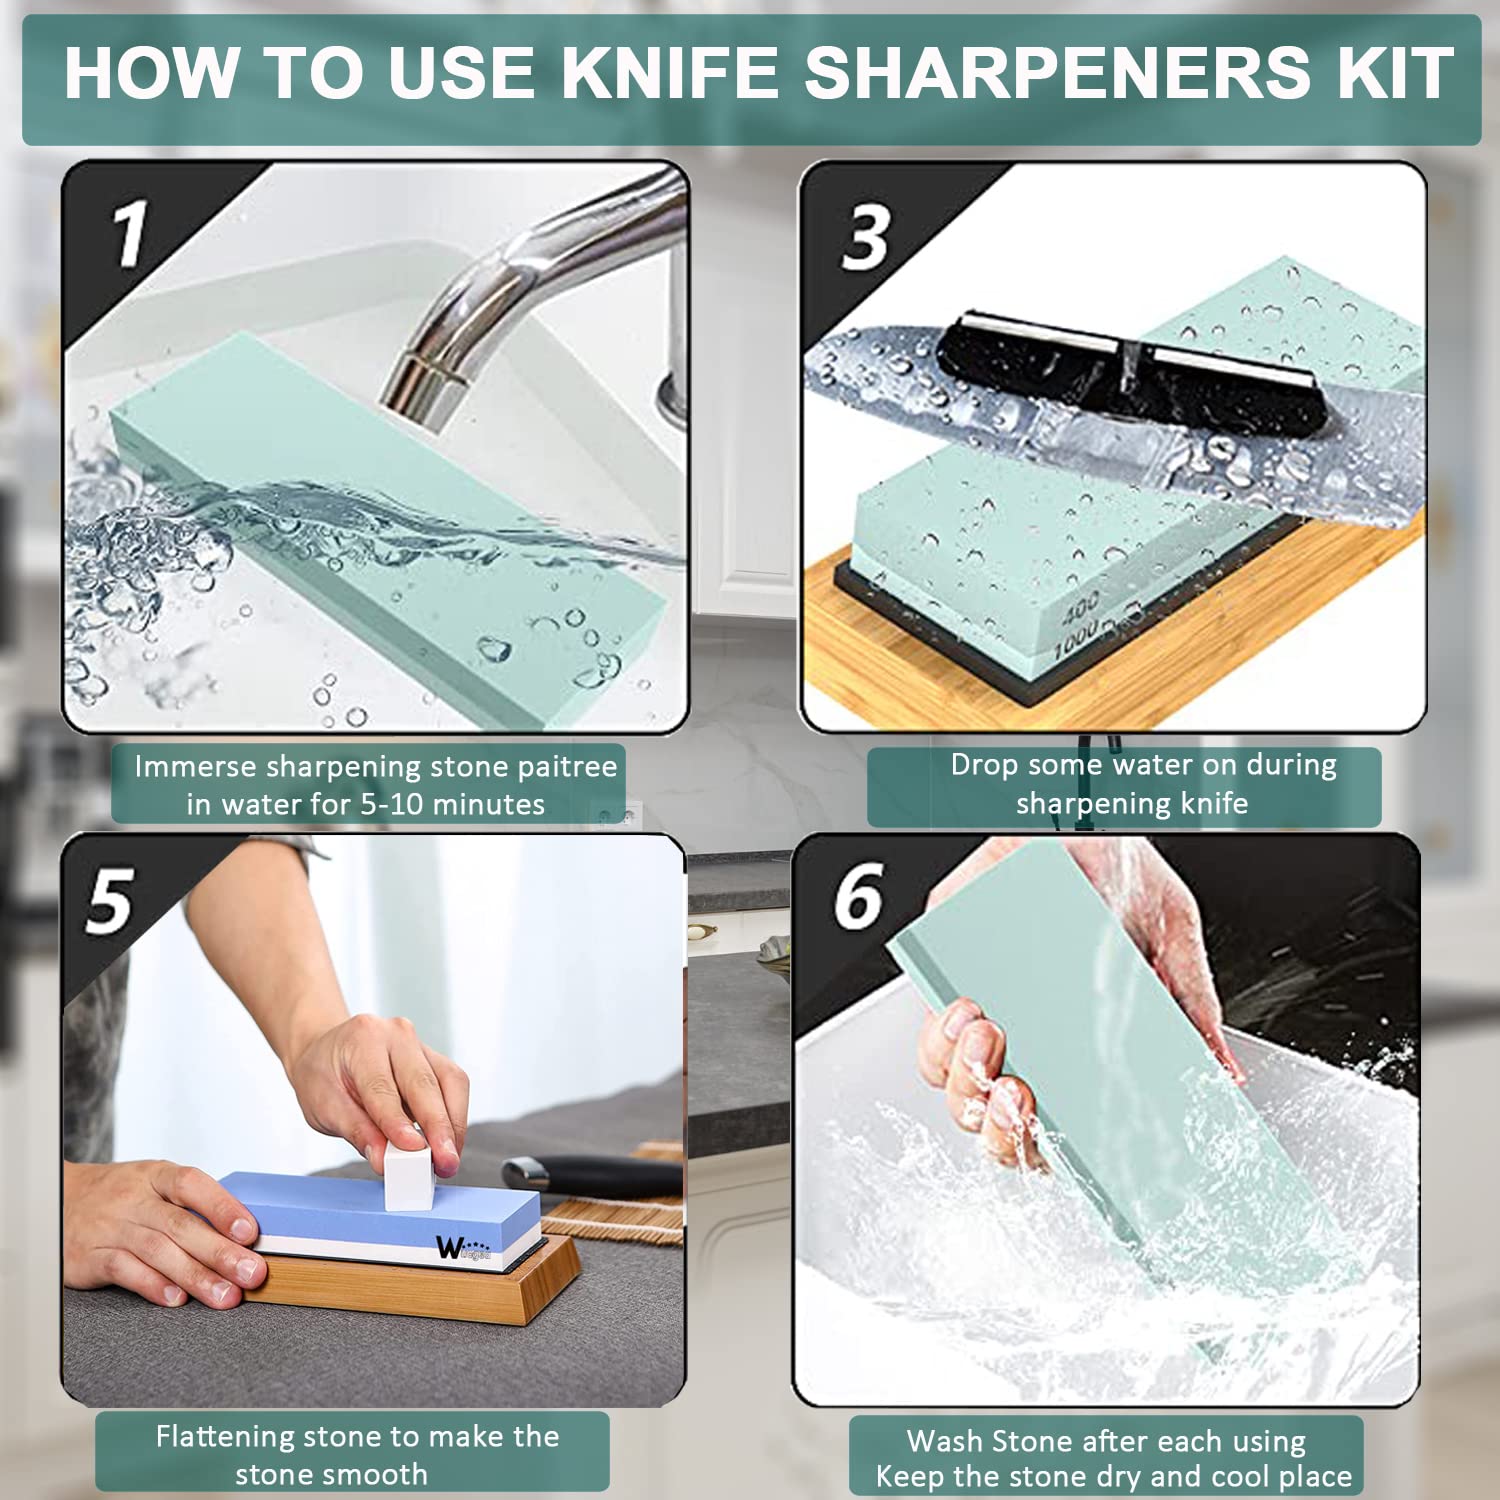 HOW TO USE KNIFE SHARPENERS KIT
1
Immerse sharpening stone paitree
in water for 5-10 minutes
3
400
1000
Drop some water on during
sharpening knife
5
W
Flattening stone to make the
stone smooth
6
Wash Stone after each using
Keep the stone dry and cool place